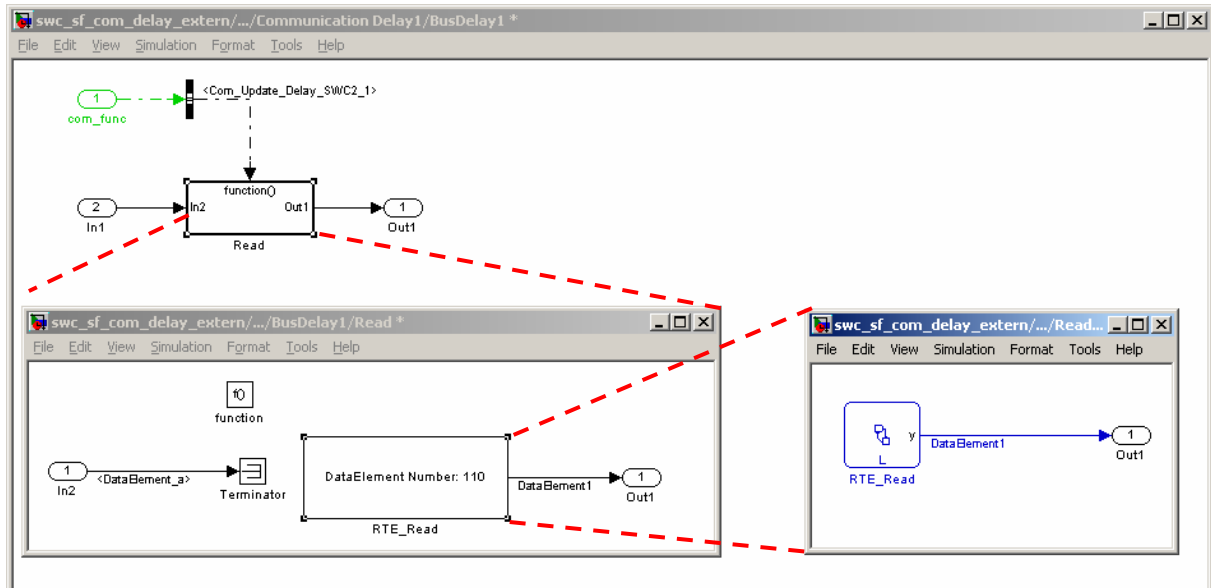 swc_sf_com_delay_extern/.../Communication Delay1/BusDelay1 *
File Edit View Simulation Format Tools Help
1
<Com_Update_Delay_SWC2_1>
com_func
function()
2
In2
Out1
1
In1
Out1
Read
swc_sf_com_delay_extern/.../BusDelay1/Read *
File Edit View Simulation Format Tools Help
f()
function
1
<DataElement_a>
In2
Terminator
DataElement Number: 110
DataElement1
1
Out1
RTE_Read
swc_sf_com_delay_extern/.../Read...
File Edit View Simulation Format Tools Help
y
DataElement1
1
Out1
L
RTE_Read